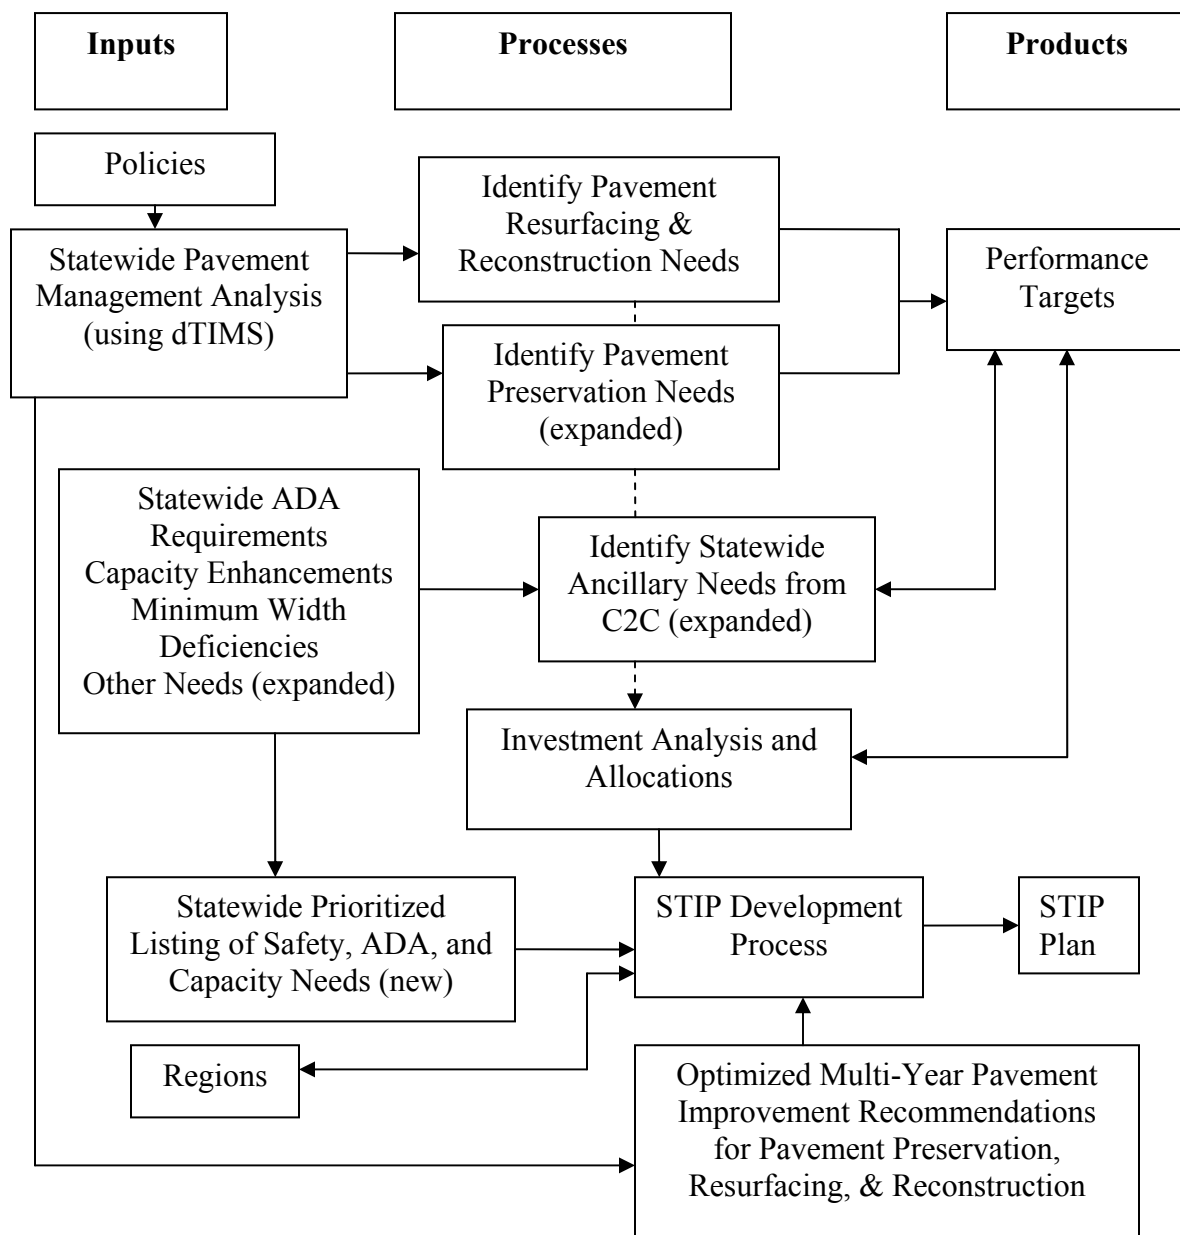 Inputs
Processes
Products
Policies
Identify Pavement
Resurfacing &
Reconstruction Needs
Statewide Pavement
Management Analysis
(using dTIMS)
Performance
Targets
Identify Pavement
Preservation Needs
(expanded)
Statewide ADA
Requirements
Capacity Enhancements
Minimum Width
Deficiencies
Other Needs (expanded)
Identify Statewide
Ancillary Needs from
C2C (expanded)
Investment Analysis and
Allocations
Statewide Prioritized
Listing of Safety, ADA, and
Capacity Needs (new)
STIP Development
Process
STIP
Plan
Regions
Optimized Multi-Year Pavement
Improvement Recommendations
for Pavement Preservation,
Resurfacing, & Reconstruction